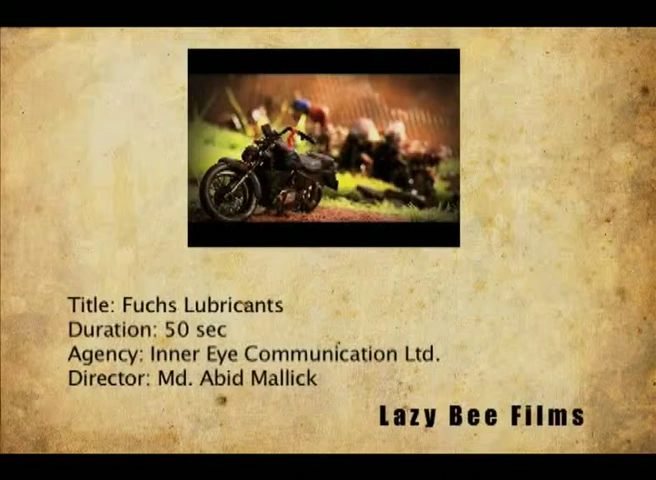 Title: Fuchs Lubricants
Duration: 50 sec
Agency: Inner Eye Communication Ltd.
Director: Md. Abid Mallick
Lazy Bee Films